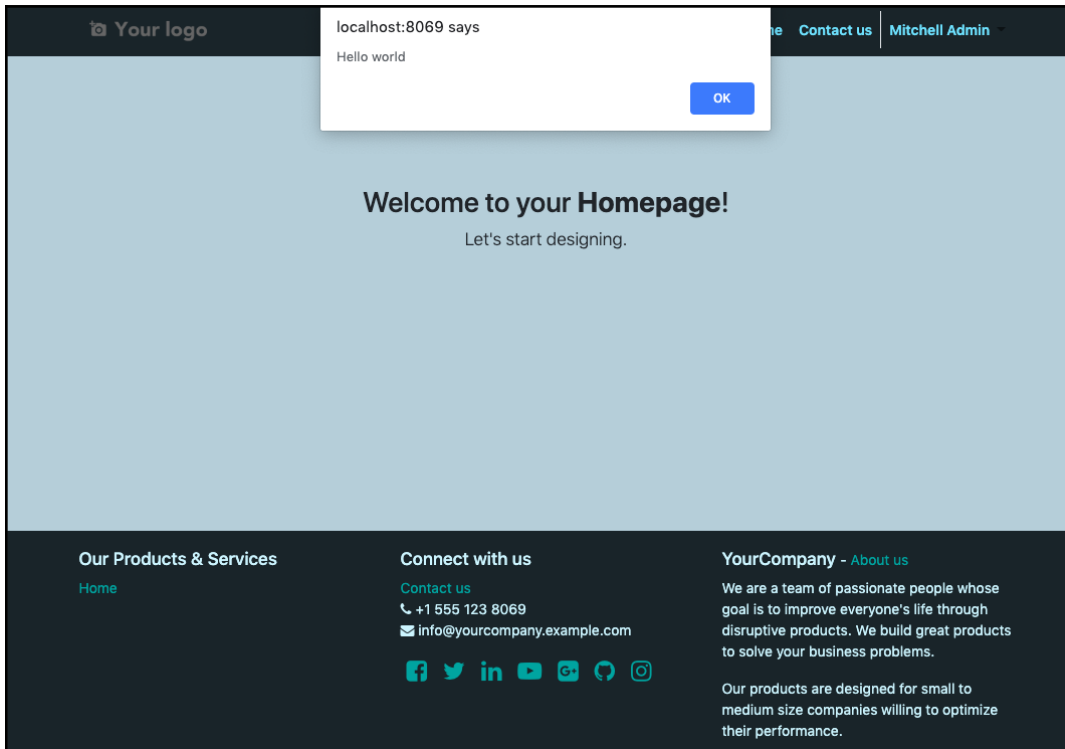 Your logo
localhost:8069 says
Hello world
OK
Contact us
Mitchell Admin
Welcome to your Homepage!
Let's start designing.
Our Products & Services
Home
Connect with us
Contact us
+1 555 123 8069
info@yourcompany.example.com
YourCompany - About us
We are a team of passionate people whose
goal is to improve everyone's life through
disruptive products. We build great products
to solve your business problems.
Our products are designed for small to
medium size companies willing to optimize
their performance.